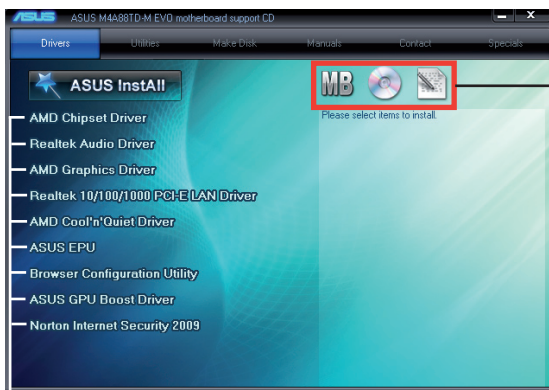 ASUS ASUS M4A88TD-M EVO motherboard support CD
Drivers Utilities Make Disk Manuals Contact Specials
ASUS InstAll
MB
Please select items to install.
AMD Chipset Driver
Realtek Audio Driver
AMD Graphics Driver
Realtek 10/100/1000 PCI-E LAN Driver
AMD Cool'n'Quiet Driver
ASUS EPU
Browser Configuration Utility
ASUS GPU Boost Driver
Norton Internet Security 2009